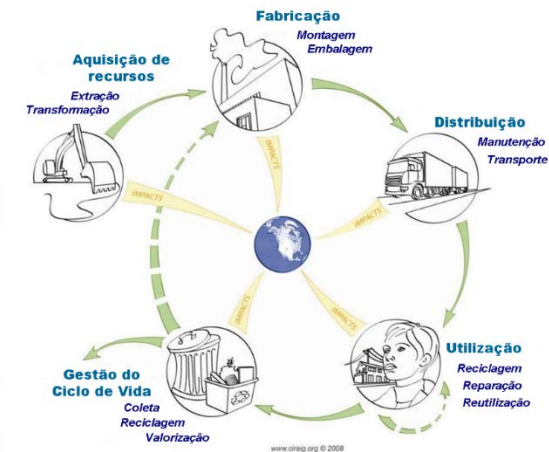 Fabricação
Montagem
Embalagem
Aquisição de
recursos
Extração
Transformação
Distribuição
Manutenção
Transporte
IMPACTS
IMPACTS
IMPACTS
IMPACTS
IMPACTS
Utilização
Reciclagem
Reparação
Reutilização
Gestão do
Ciclo de Vida
Coleta
Reciclagem
Valorização
www.ciraig.org © 2008